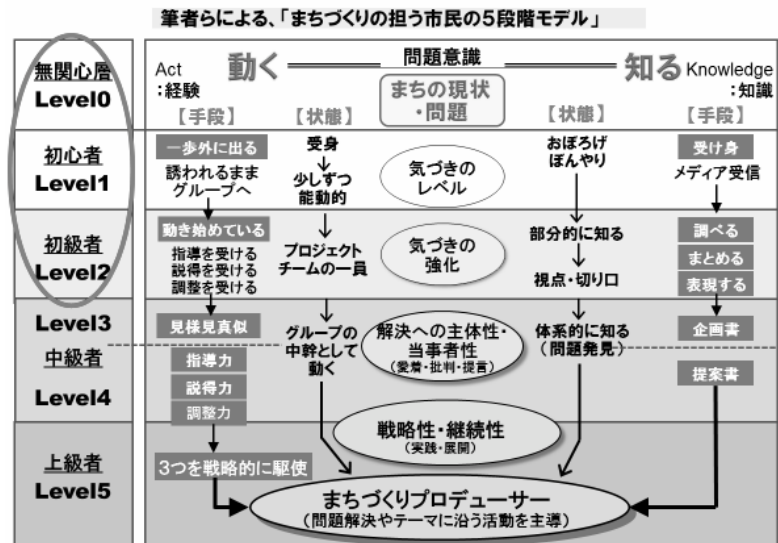 筆者らによる、「まちづくりの担う市民の5段階モデル」
無関心層
Level0
Act
:経験
動く
問題意識
知る
Knowledge
:知識
まちの現状
・問題
【手段】
【状態】
【状態】
【手段】
初心者
Level1
一歩外に出る
誘われるまま
グループへ
受身
少しずつ
能動的
気づきの
レベル
おぼろげ
ぼんやり
受け身
メディア受信
初級者
Level2
動き始めている
指導を受ける
説得を受ける
調整を受ける
プロジェクト
チームの一員
気づきの
強化
部分的に知る
視点・切り口
調べる
まとめる
表現する
Level3
中級者
Level4
見様見真似
指導力
説得力
調整力
グループの
中幹として
動く
解決への主体性・
当事者性
(愛着・批判・提言)
体系的に知る
(問題発見)
企画書
提案書
戦略性・継続性
(実践・展開)
上級者
Level5
3つを戦略的に駆使
まちづくりプロデューサー
(問題解決やテーマに沿う活動を主導)